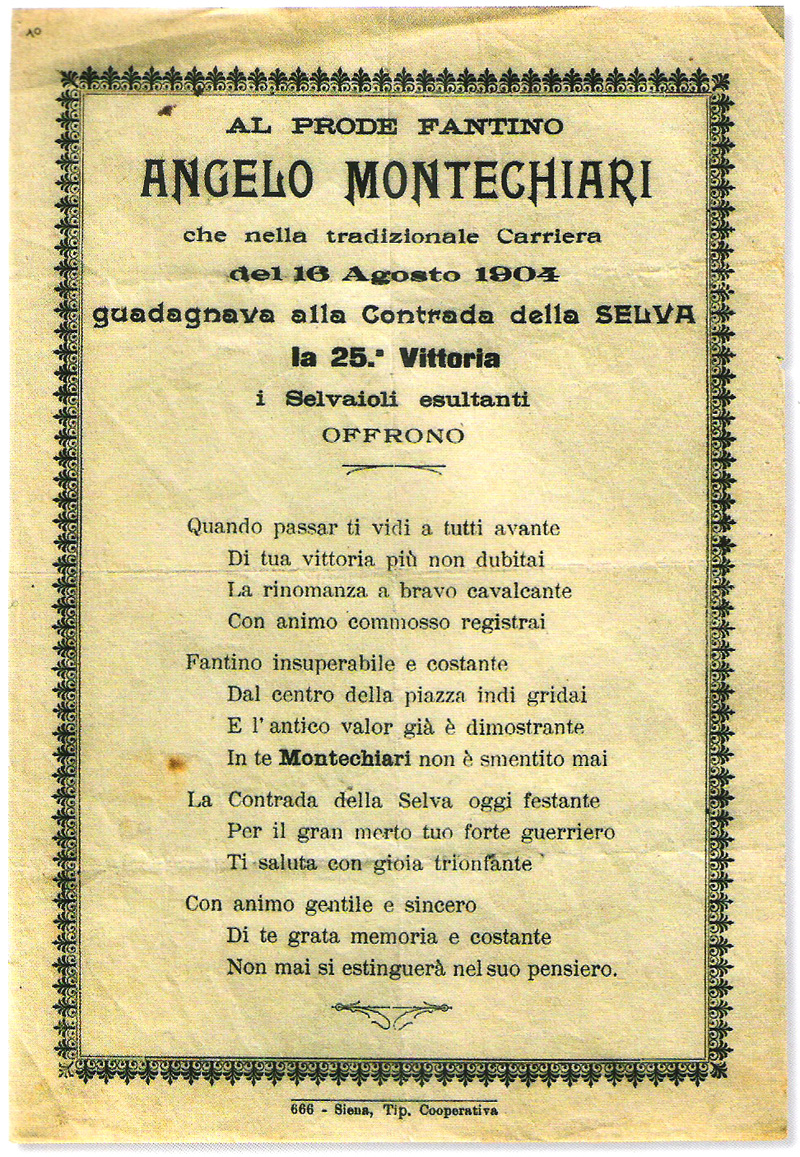 10
AL PRODE FANTINO
ANGELO MONTECHIARI
che nella tradizionale Carriera
del 16 Agosto 1904
guadagnava alla Contrada della SELVA
la 25.ª Vittoria
i Selvaioli esultanti
OFFRONO
Quando passar ti vidi a tutti avante
Di tua vittoria più non dubitai
La rinomanza a bravo cavalcante
Con animo commosso registrai
Fantino insuperabile e costante
Dal centro della piazza indi gridai
E l' antico valor già è dimostrante
In te Montechiari non è smentito mai
La Contrada della Selva oggi festante
Per il gran merto tuo forte guerriero
Ti saluta con gioia trionfante
Con animo gentile e sincero
Di te grata memoria e costante
Non mai si estinguerà nel suo pensiero.
666 - Siena, Tip. Cooperativa